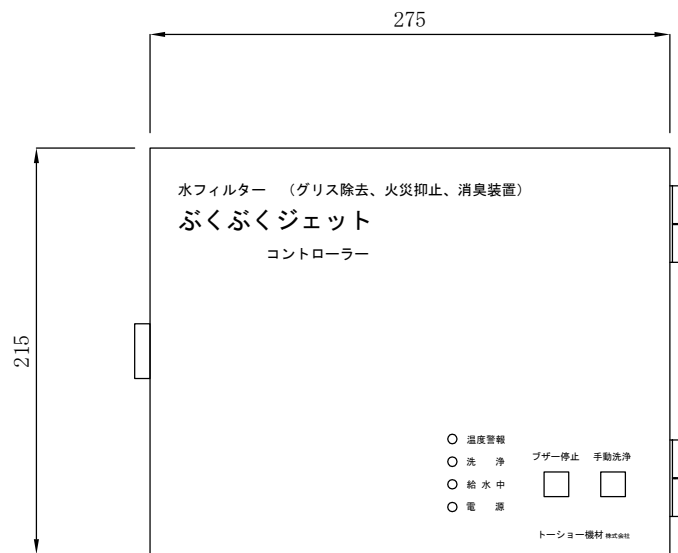 275
水フィルター （グリス除去、火災抑止、消臭装置）
ぶくぶくジェット
コントローラー
215
温度警報
洗 浄
給水中
電 源
ブザー停止 手動洗浄
トーショー機材 株式会社